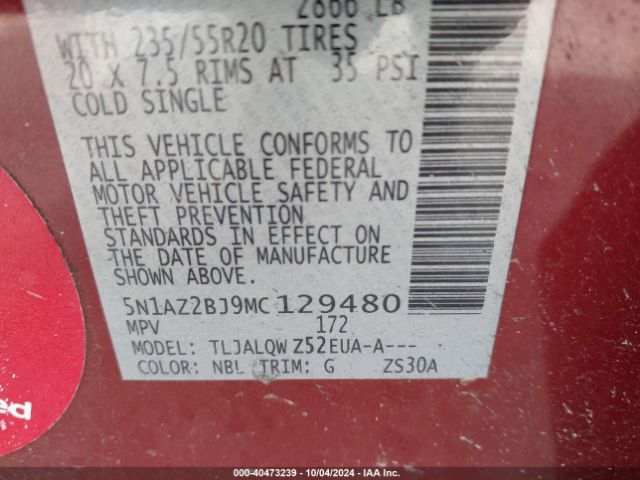 2866 LB
WITH 235/55R20 TIRES
20 X 7.5 RIMS AT 35 PSI
COLD SINGLE
THIS VEHICLE CONFORMS TO
ALL APPLICABLE FEDERAL
MOTOR VEHICLE SAFETY AND
THEFT PREVENTION
STANDARDS IN EFFECT ON
THE DATE OF MANUFACTURE
SHOWN ABOVE.
5N1AZ2BJ9MC129480
MPV 172
MODEL: TLJALQW Z52EUA-A---
COLOR: NBL TRIM: G ZS30A
000-40473239 - 10/04/2024 - IAA Inc.